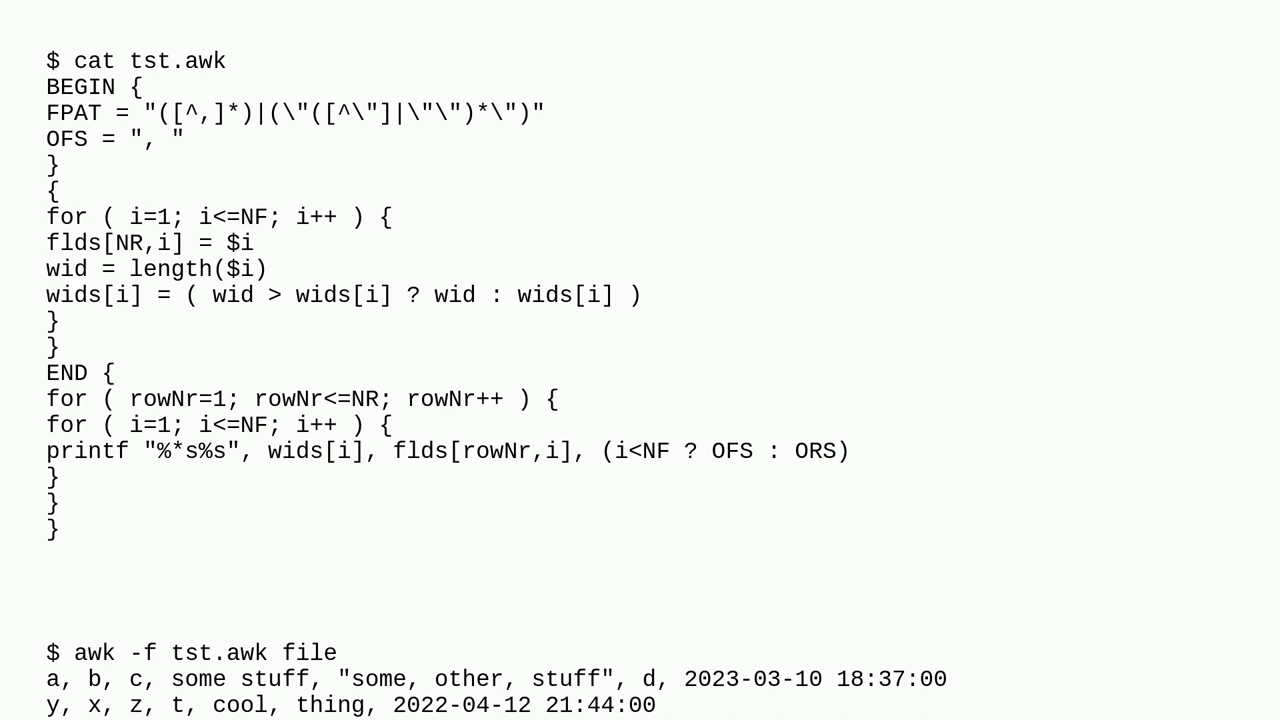 $ cat tst.awk
BEGIN {
FPAT = "([^,]*)|(\"([^\"]|\"\")*\")"
OFS = ", "
}
{
for ( i=1; i<=NF; i++ ) {
flds[NR,i] = $i
wid = length($i)
wids[i] = ( wid > wids[i] ? wid : wids[i] )
}
}
END {
for ( rowNr=1; rowNr<=NR; rowNr++ ) {
for ( i=1; i<=NF; i++ ) {
printf "%*s%s", wids[i], flds[rowNr,i], (i<NF ? OFS : ORS)
}
}
}
$ awk -f tst.awk file
a, b, c, some stuff, "some, other, stuff", d, 2023-03-10 18:37:00
y, x, z, t, cool, thing, 2022-04-12 21:44:00